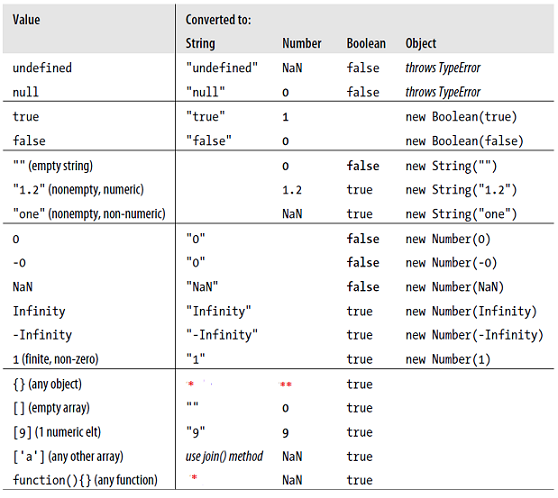 Value Converted to:
String Number Boolean Object
undefined "undefined" NaN false throws TypeError
null "null" 0 false throws TypeError
true "true" 1 new Boolean(true)
false "false" 0 new Boolean(false)
"" (empty string) 0 false new String("")
"1.2" (nonempty, numeric) 1.2 true new String("1.2")
"one" (nonempty, non-numeric) NaN true new String("one")
0 "0" false new Number(0)
-0 "0" false new Number(-0)
NaN "NaN" false new Number(NaN)
Infinity "Infinity" true new Number(Infinity)
-Infinity "-Infinity" true new Number(-Infinity)
1 (finite, non-zero) "1" true new Number(1)
{} (any object) * ** true
[] (empty array) "" 0 true
[9] (1 numeric elt) "9" 9 true
['a'] (any other array) use join() method NaN true
function(){} (any function) * NaN true